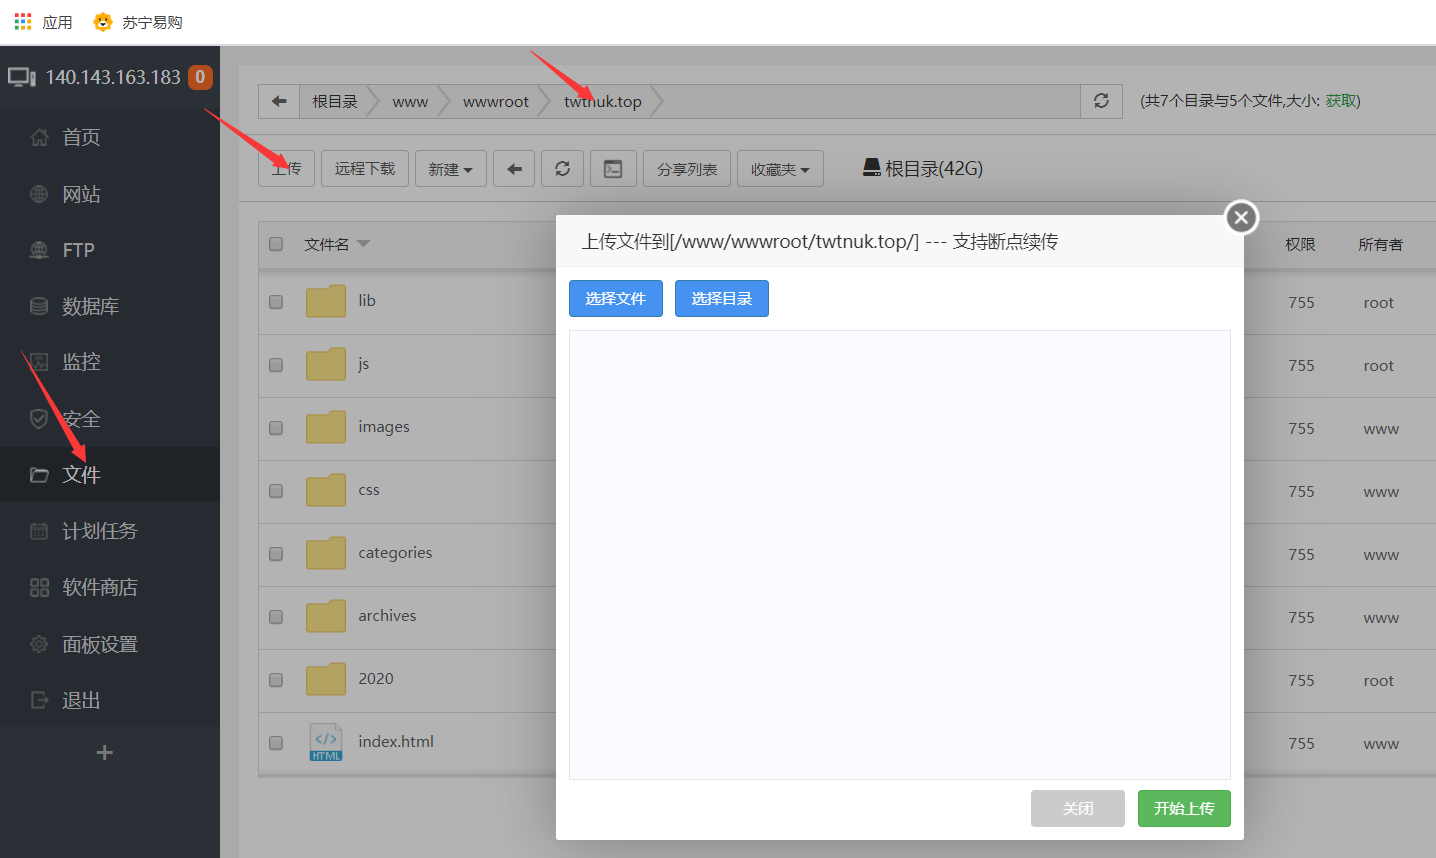 应用 苏宁易购
140.143.163.183 0
首页
网站
FTP
数据库
监控
安全
文件
计划任务
软件商店
面板设置
退出
+
根目录 www wwwroot twtnuk.top (共7个目录与5个文件,大小: 获取)
上传 远程下载 新建 分享列表 收藏夹 根目录(42G)
文件名 权限 所有者
lib 755 root
js 755 root
images 755 www
css 755 www
categories 755 www
archives 755 www
2020 755 root
HTML index.html 755 www
上传文件到[/www/wwwroot/twtnuk.top/] --- 支持断点续传
选择文件 选择目录
关闭 开始上传